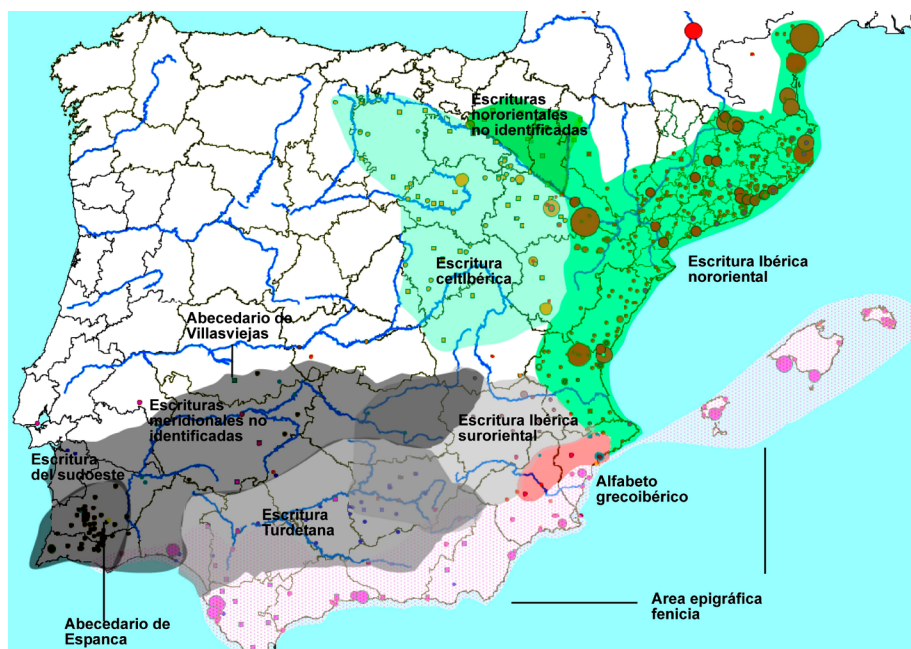 Escrituras
nororientales
no identificadas
Escritura
celtibérica
Escritura Ibérica
nororiental
Abecedario de
Villasviejas
Escrituras
meridionales no
identificadas
Escritura Ibérica
suroriental
Escritura
del sudoeste
Alfabeto
grecoibérico
Escritura
Turdetana
Area epigráfica
fenicia
Abecedario de
Espanca